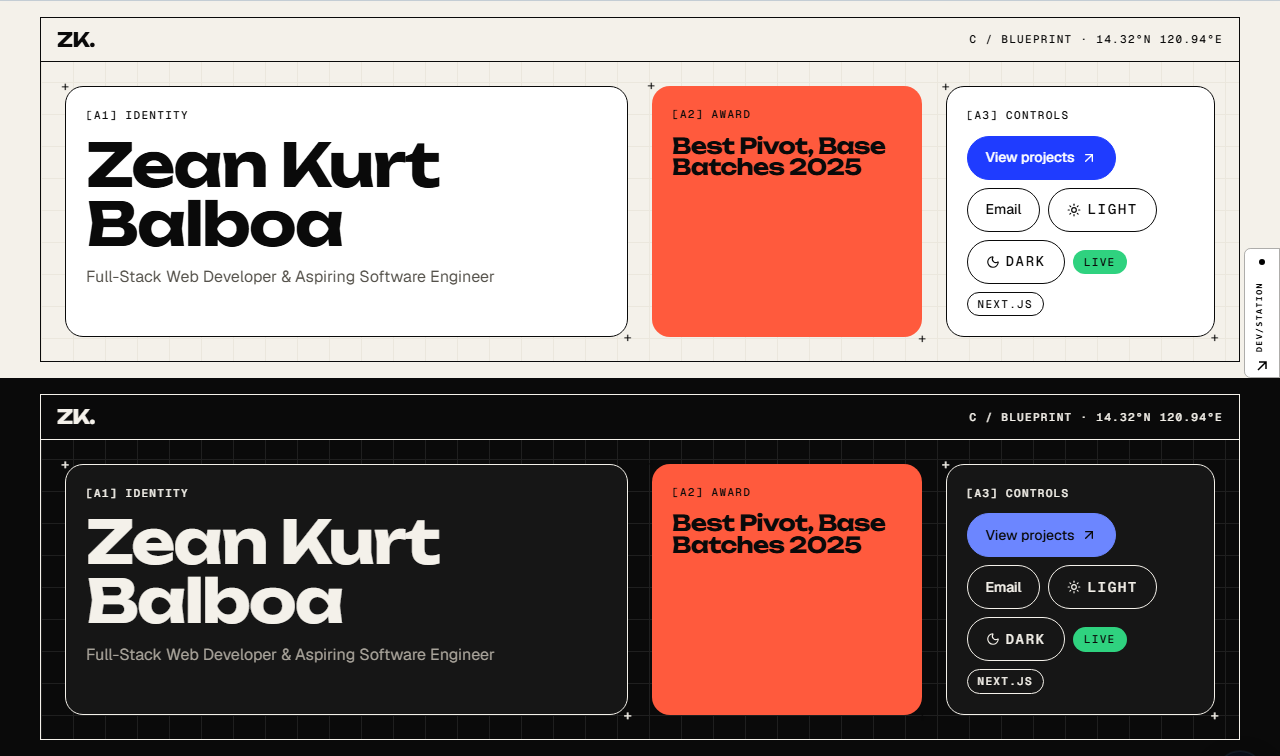 ZK.
C / BLUEPRINT · 14.32°N 120.94°E
[A1] IDENTITY
Zean Kurt
Balboa
Full-Stack Web Developer & Aspiring Software Engineer
[A2] AWARD
Best Pivot, Base
Batches 2025
[A3] CONTROLS
View projects
Email
LIGHT
DARK
LIVE
NEXT.JS
DEV/STATION
ZK.
C / BLUEPRINT · 14.32°N 120.94°E
[A1] IDENTITY
Zean Kurt
Balboa
Full-Stack Web Developer & Aspiring Software Engineer
[A2] AWARD
Best Pivot, Base
Batches 2025
[A3] CONTROLS
View projects
Email
LIGHT
DARK
LIVE
NEXT.JS